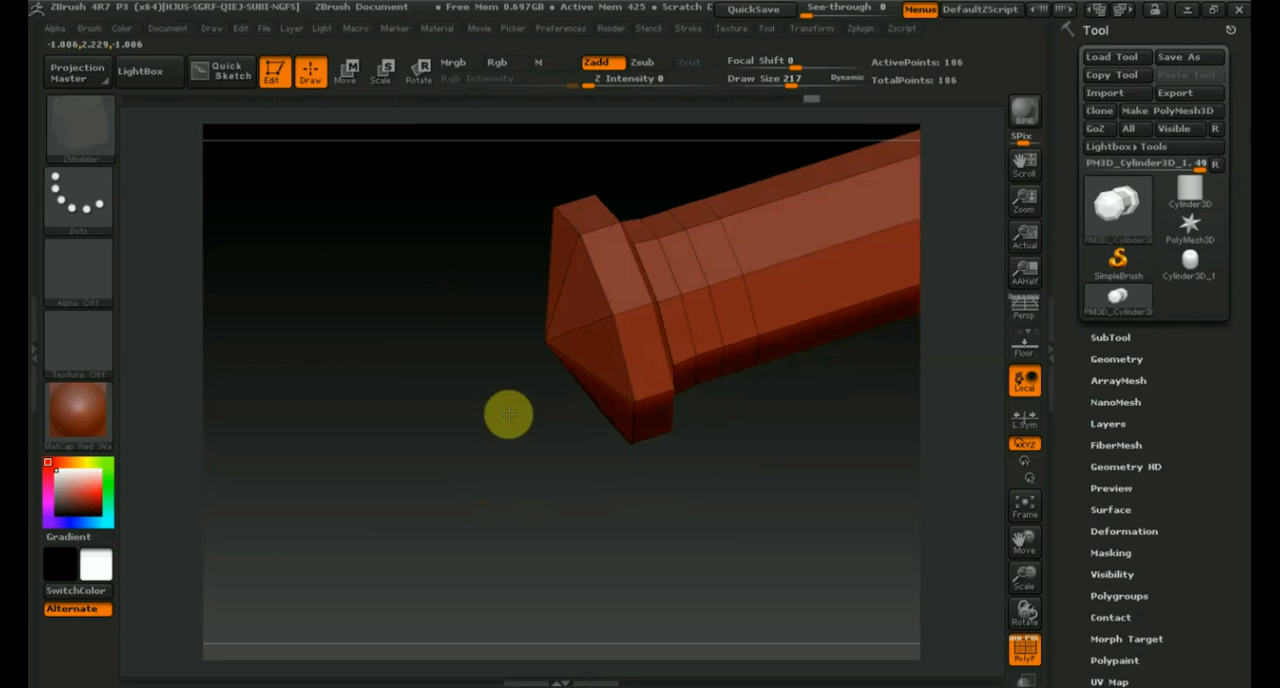 ZBrush 4R7 P3 (x64)[HJUS-SGRF-QIEJ-SUBI-NGFS] ZBrush Document • Free Mem 0.697GB • Active Mem 425 • Scratch D QuickSave See-through 0 Menus DefaultZScript
Alpha Brush Color Document Draw Edit File Layer Light Macro Marker Material Movie Picker Preferences Render Stencil Stroke Texture Tool Transform Zplugin Zscript
-1.006,2.229,-1.006
Projection Master
LightBox
Quick Sketch
Edit
Draw
Move
Scale
Rotate
Mrgb Rgb M
Rgb Intensity
Zadd Zsub Zcut
Z Intensity 0
Focal Shift 0
Draw Size 217 Dynamic
ActivePoints: 186
TotalPoints: 186
ZModeler
Dots
Alpha Off
Texture Off
MatCap Red Wa
Gradient
SwitchColor
Alternate
BPR
SPix
Scroll
Zoom
Actual
AAHalf
Dynamic
Persp
Floor
Local
L.Sym
XYZ
Frame
Move
Scale
Rotate
PolyF
Tool
Load Tool Save As
Copy Tool Paste Tool
Import Export
Clone Make PolyMesh3D
GoZ All Visible R
Lightbox▸Tools
PM3D_Cylinder3D_1. 49 R
PM3D_Cylinder3
Cylinder3D
PolyMesh3D
SimpleBrush
Cylinder3D_1
PM3D_Cylinder3
SubTool
Geometry
ArrayMesh
NanoMesh
Layers
FiberMesh
Geometry HD
Preview
Surface
Deformation
Masking
Visibility
Polygroups
Contact
Morph Target
Polypaint
UV Map